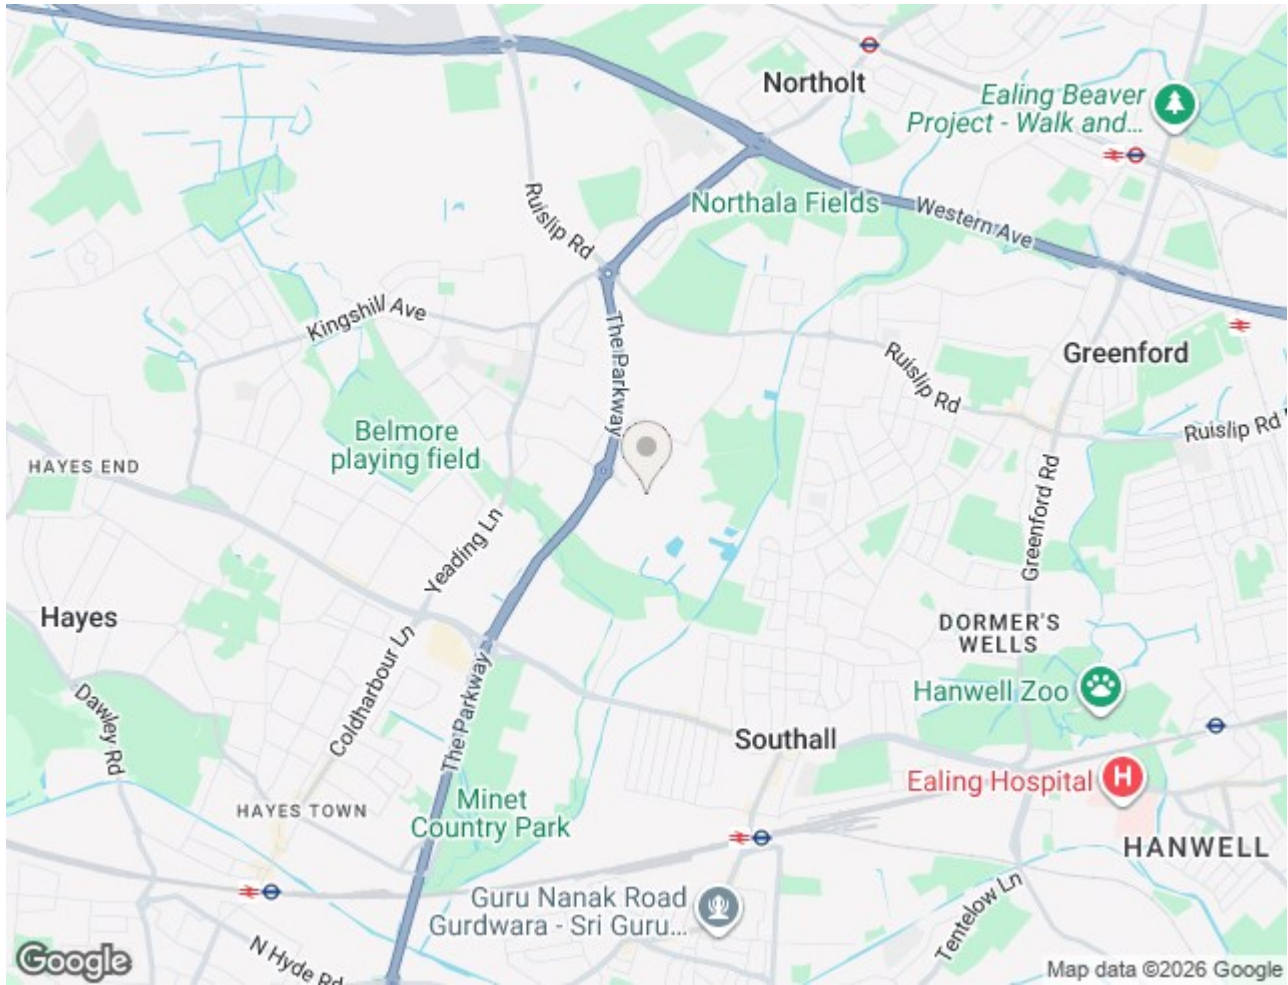 Northolt
Ealing Beaver
Project - Walk and...
Northala Fields
Western Ave
Ruislip Rd
Kingshill Ave
The Parkway
Greenford
Ruislip Rd
Ruislip Rd
Belmore
playing field
HAYES END
Greenford Rd
Yeading Ln
Hayes
DORMER'S
WELLS
Coldharbour Ln
The Parkway
Hanwell Zoo
Dawley Rd
Southall
Ealing Hospital
H
HAYES TOWN
Minet
Country Park
HANWELL
Guru Nanak Road
Gurdwara - Sri Guru...
Tentelow Ln
N Hyde Rd
Google
Map data ©2026 Google